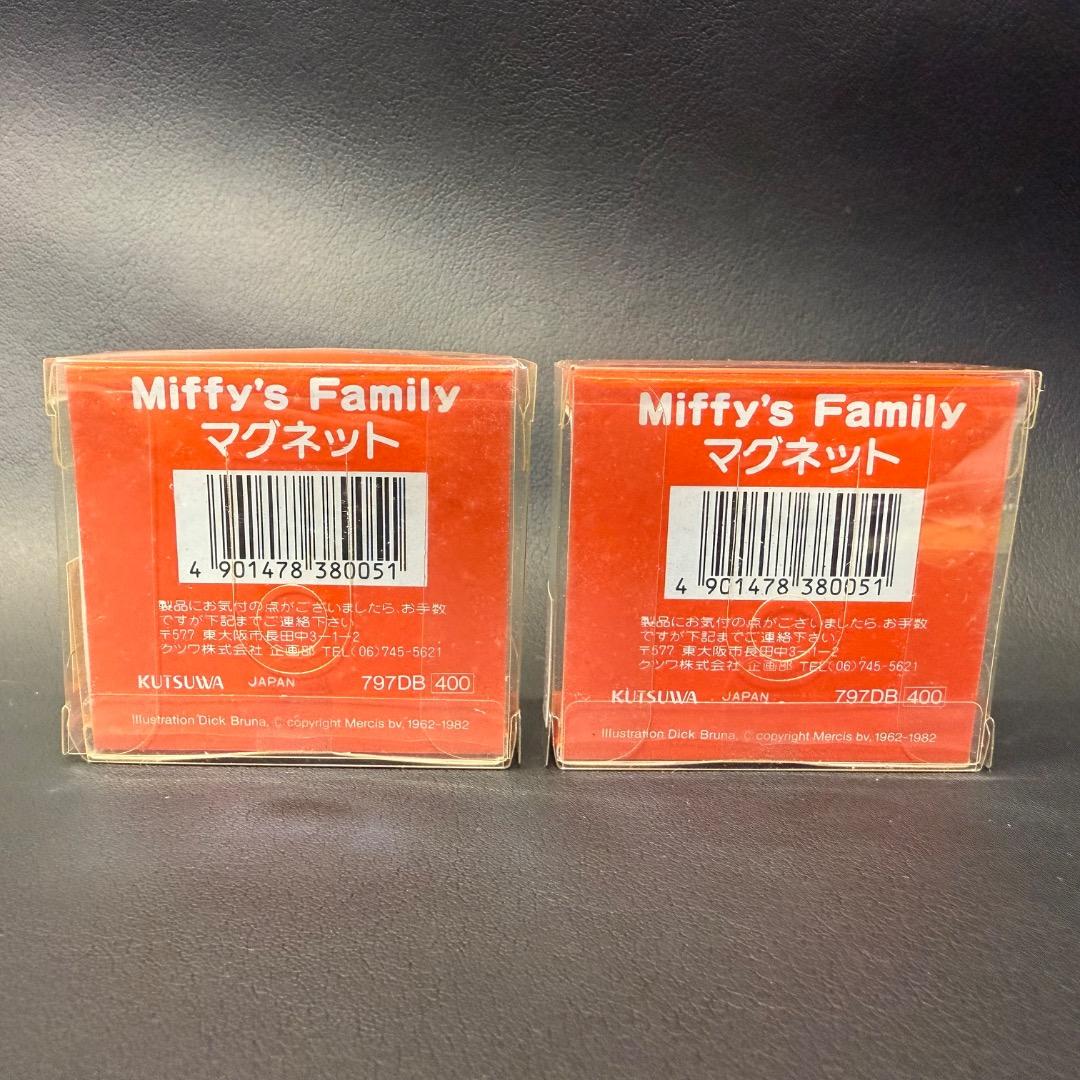 Miffy's Family
マグネット
4 901478 380051
製品にお気付の点がございましたら、お手数
ですが下記までご連絡下さい
〒577 東大阪市長田中3-1-2
クツワ株式会社 企画部 TEL(06)745-5621
KUTSUWA JAPAN 797DB 400
Illustration Dick Bruna, © copyright Mercis bv, 1962-1982
Miffy's Family
マグネット
4 901478 380051
製品にお気付の点がございましたら、お手数
ですが下記までご連絡下さい
〒577 東大阪市長田中3-1-2
クツワ株式会社 企画部 TEL(06)745-5621
KUTSUWA JAPAN 797DB 400
Illustration Dick Bruna, © copyright Mercis bv, 1962-1982